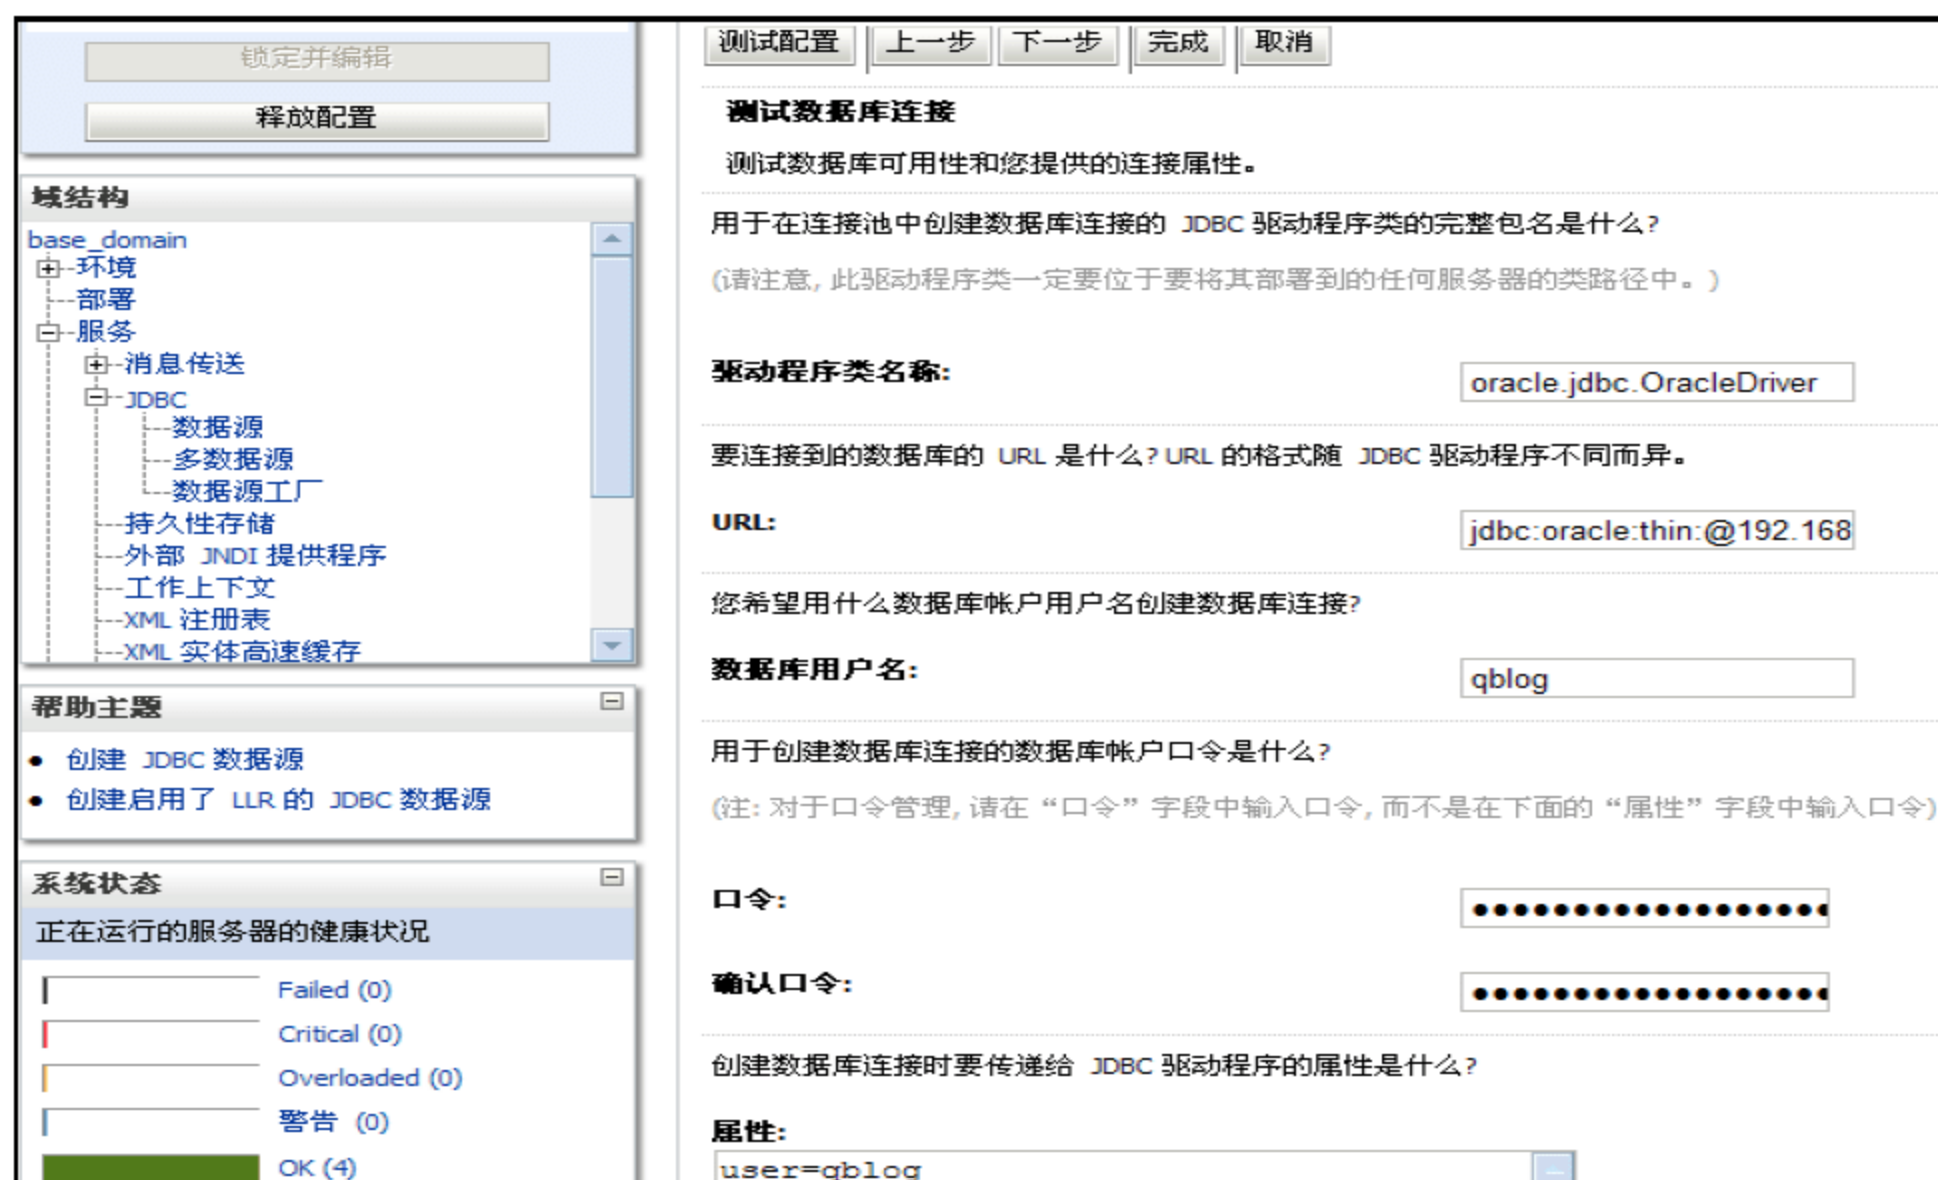 锁定并编辑
释放配置
域结构
base_domain
环境
部署
服务
消息传送
JDBC
数据源
多数据源
数据源工厂
持久性存储
外部 JNDI 提供程序
工作上下文
XML 注册表
XML 实体高速缓存
帮助主题
创建 JDBC 数据源
创建启用了 LLR 的 JDBC 数据源
系统状态
正在运行的服务器的健康状况
Failed (0)
Critical (0)
Overloaded (0)
警告 (0)
OK (4)
测试配置 上一步 下一步 完成 取消
测试数据库连接
测试数据库可用性和您提供的连接属性。
用于在连接池中创建数据库连接的 JDBC 驱动程序类的完整包名是什么?
(请注意, 此驱动程序类一定要位于要将其部署到的任何服务器的类路径中。)
驱动程序类名称: oracle.jdbc.OracleDriver
要连接到的数据库的 URL 是什么? URL 的格式随 JDBC 驱动程序不同而异。
URL: jdbc:oracle:thin:@192.168
您希望用什么数据库帐户用户名创建数据库连接?
数据库用户名: qblog
用于创建数据库连接的数据库帐户口令是什么?
(注: 对于口令管理, 请在“口令”字段中输入口令, 而不是在下面的“属性”字段中输入口令)
口令: ●●●●●●●●●●●●●●●●●●
确认口令: ●●●●●●●●●●●●●●●●●●
创建数据库连接时要传递给 JDBC 驱动程序的属性是什么?
属性:
user=qblog